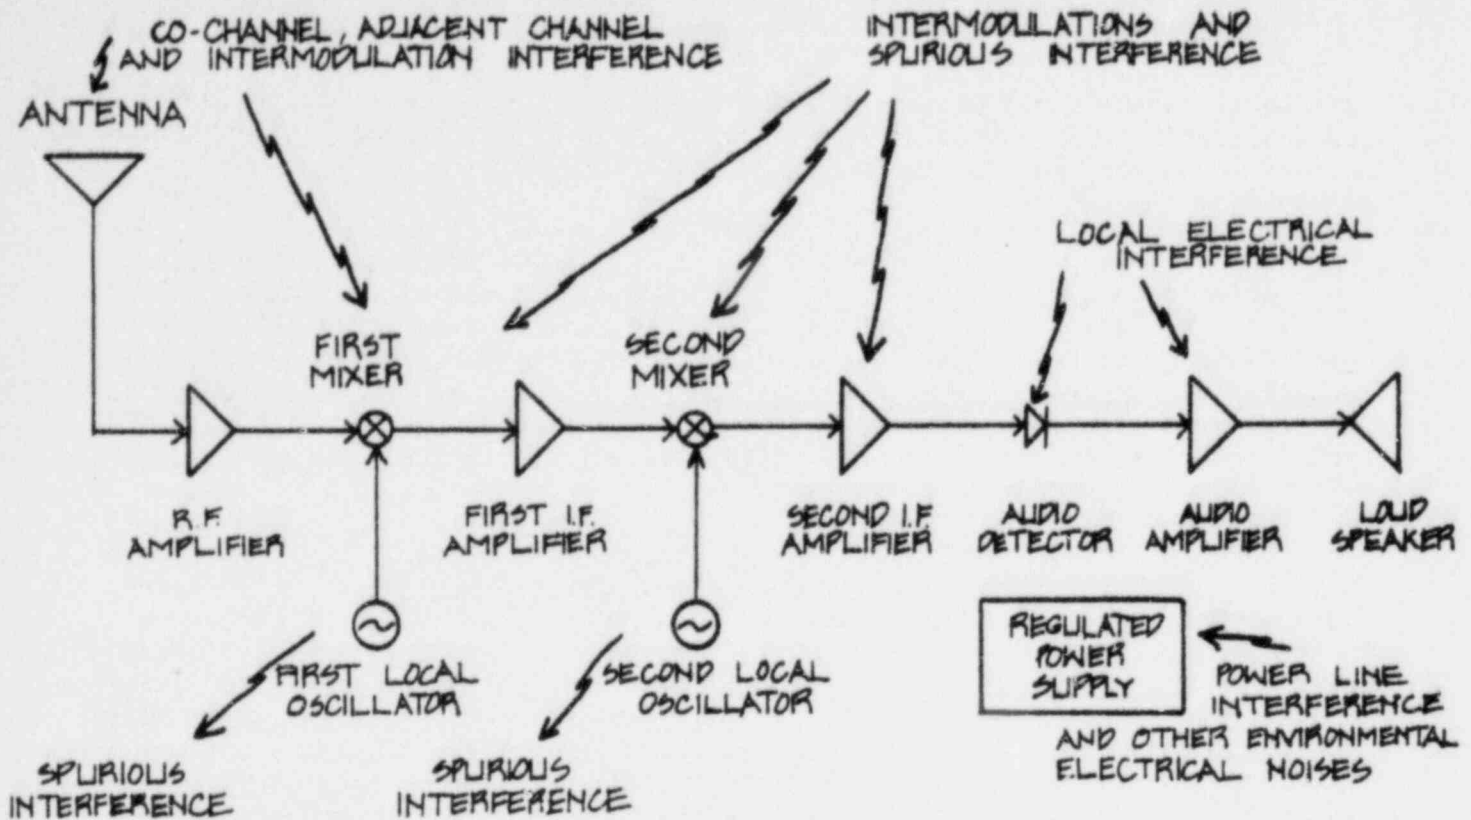 CO-CHANNEL, ADJACENT CHANNEL
AND INTERMODULATION INTERFERENCE
INTERMODULATIONS AND
SPURIOUS INTERFERENCE
ANTENNA
LOCAL ELECTRICAL
INTERFERENCE
FIRST
MIXER
SECOND
MIXER
R.F.
AMPLIFIER
FIRST I.F.
AMPLIFIER
SECOND I.F.
AMPLIFIER
AUDIO
DETECTOR
AUDIO
AMPLIFIER
LOUD
SPEAKER
FIRST LOCAL
OSCILLATOR
SECOND LOCAL
OSCILLATOR
REGULATED
POWER
SUPPLY
POWER LINE
INTERFERENCE
AND OTHER ENVIRONMENTAL
ELECTRICAL NOISES
SPURIOUS
INTERFERENCE
SPURIOUS
INTERFERENCE